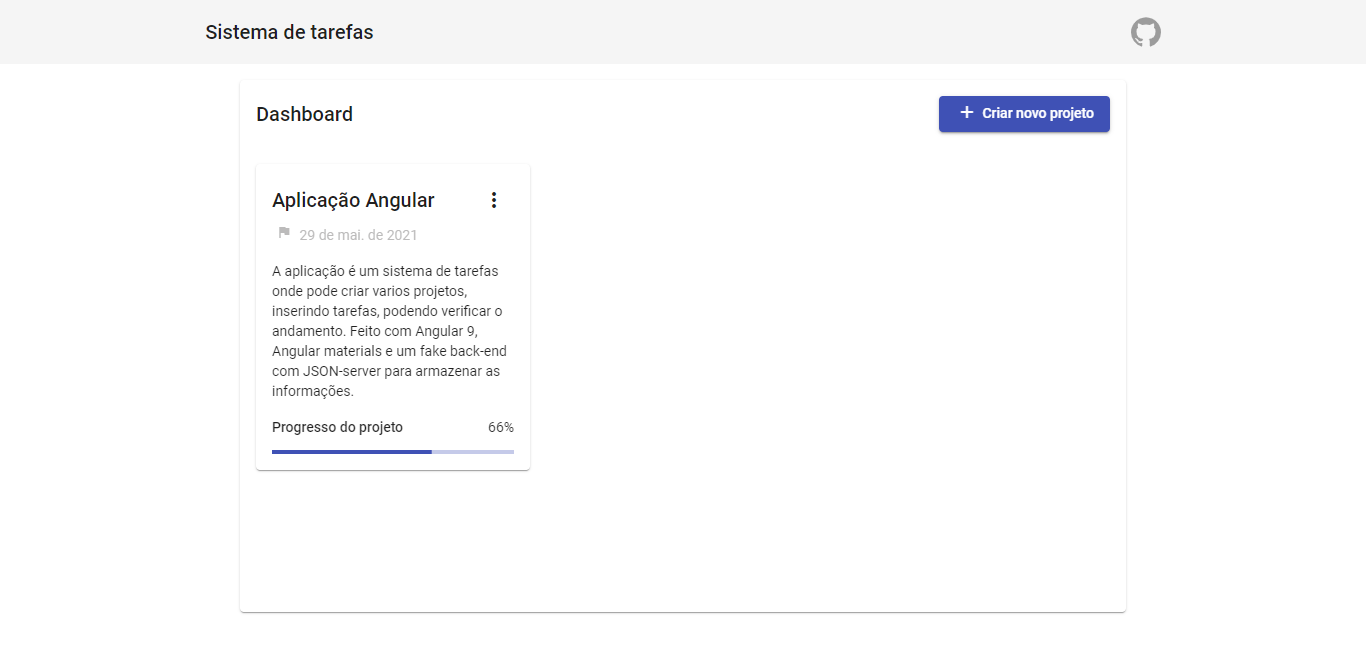 Sistema de tarefas
Dashboard
Criar novo projeto
Aplicação Angular
29 de mai. de 2021
A aplicação é um sistema de tarefas
onde pode criar varios projetos,
inserindo tarefas, podendo verificar o
andamento. Feito com Angular 9,
Angular materials e um fake back-end
com JSON-server para armazenar as
informações.
Progresso do projeto 66%